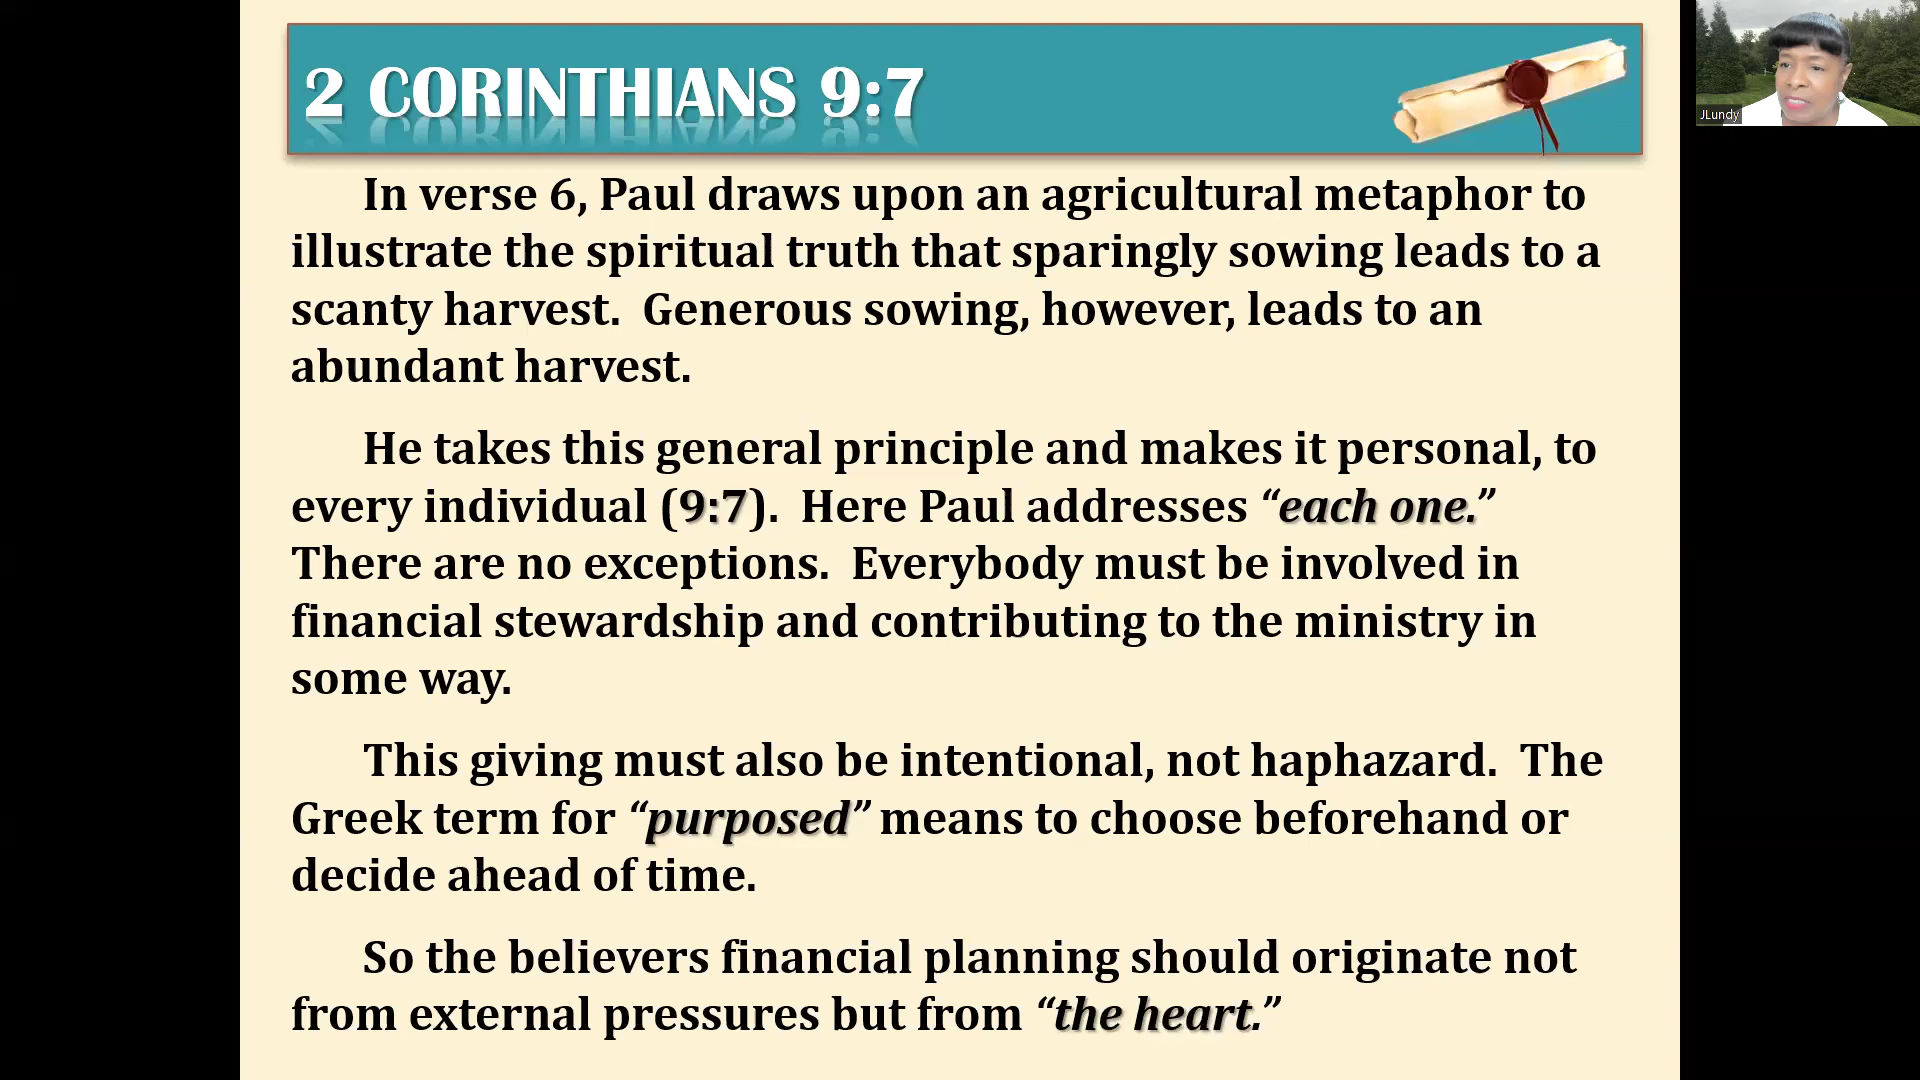 2 CORINTHIANS 9:7
JLundy
In verse 6, Paul draws upon an agricultural metaphor to
illustrate the spiritual truth that sparingly sowing leads to a
scanty harvest.  Generous sowing, however, leads to an
abundant harvest.
He takes this general principle and makes it personal, to
every individual (9:7).  Here Paul addresses “each one.”
There are no exceptions.  Everybody must be involved in
financial stewardship and contributing to the ministry in
some way.
This giving must also be intentional, not haphazard.  The
Greek term for “purposed” means to choose beforehand or
decide ahead of time.
So the believers financial planning should originate not
from external pressures but from “the heart.”